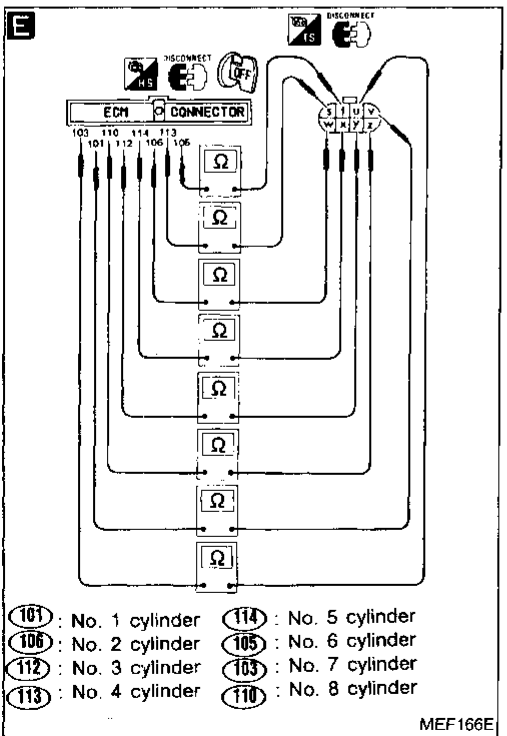 E
DISCONNECT
T.S
DISCONNECT
H.S
OFF
ECM CONNECTOR
103 110 114 113
101 112 106 105
s t u v
w x y z
Ω
Ω
Ω
Ω
Ω
Ω
Ω
Ω
101 : No. 1 cylinder 114 : No. 5 cylinder
106 : No. 2 cylinder 105 : No. 6 cylinder
112 : No. 3 cylinder 103 : No. 7 cylinder
113 : No. 4 cylinder 110 : No. 8 cylinder
MEF166E